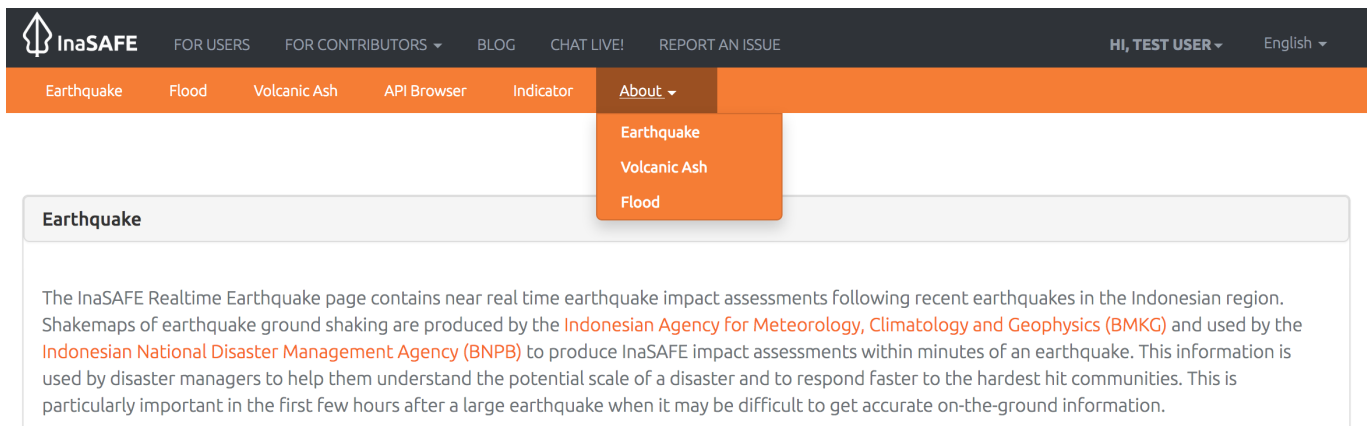 InaSAFE FOR USERS FOR CONTRIBUTORS BLOG CHAT LIVE! REPORT AN ISSUE HI, TEST USER English
Earthquake Flood Volcanic Ash API Browser Indicator About
Earthquake
Volcanic Ash
Flood
Earthquake
The InaSAFE Realtime Earthquake page contains near real time earthquake impact assessments following recent earthquakes in the Indonesian region.
Shakemaps of earthquake ground shaking are produced by the Indonesian Agency for Meteorology, Climatology and Geophysics (BMKG) and used by the
Indonesian National Disaster Management Agency (BNPB) to produce InaSAFE impact assessments within minutes of an earthquake. This information is
used by disaster managers to help them understand the potential scale of a disaster and to respond faster to the hardest hit communities. This is
particularly important in the first few hours after a large earthquake when it may be difficult to get accurate on-the-ground information.